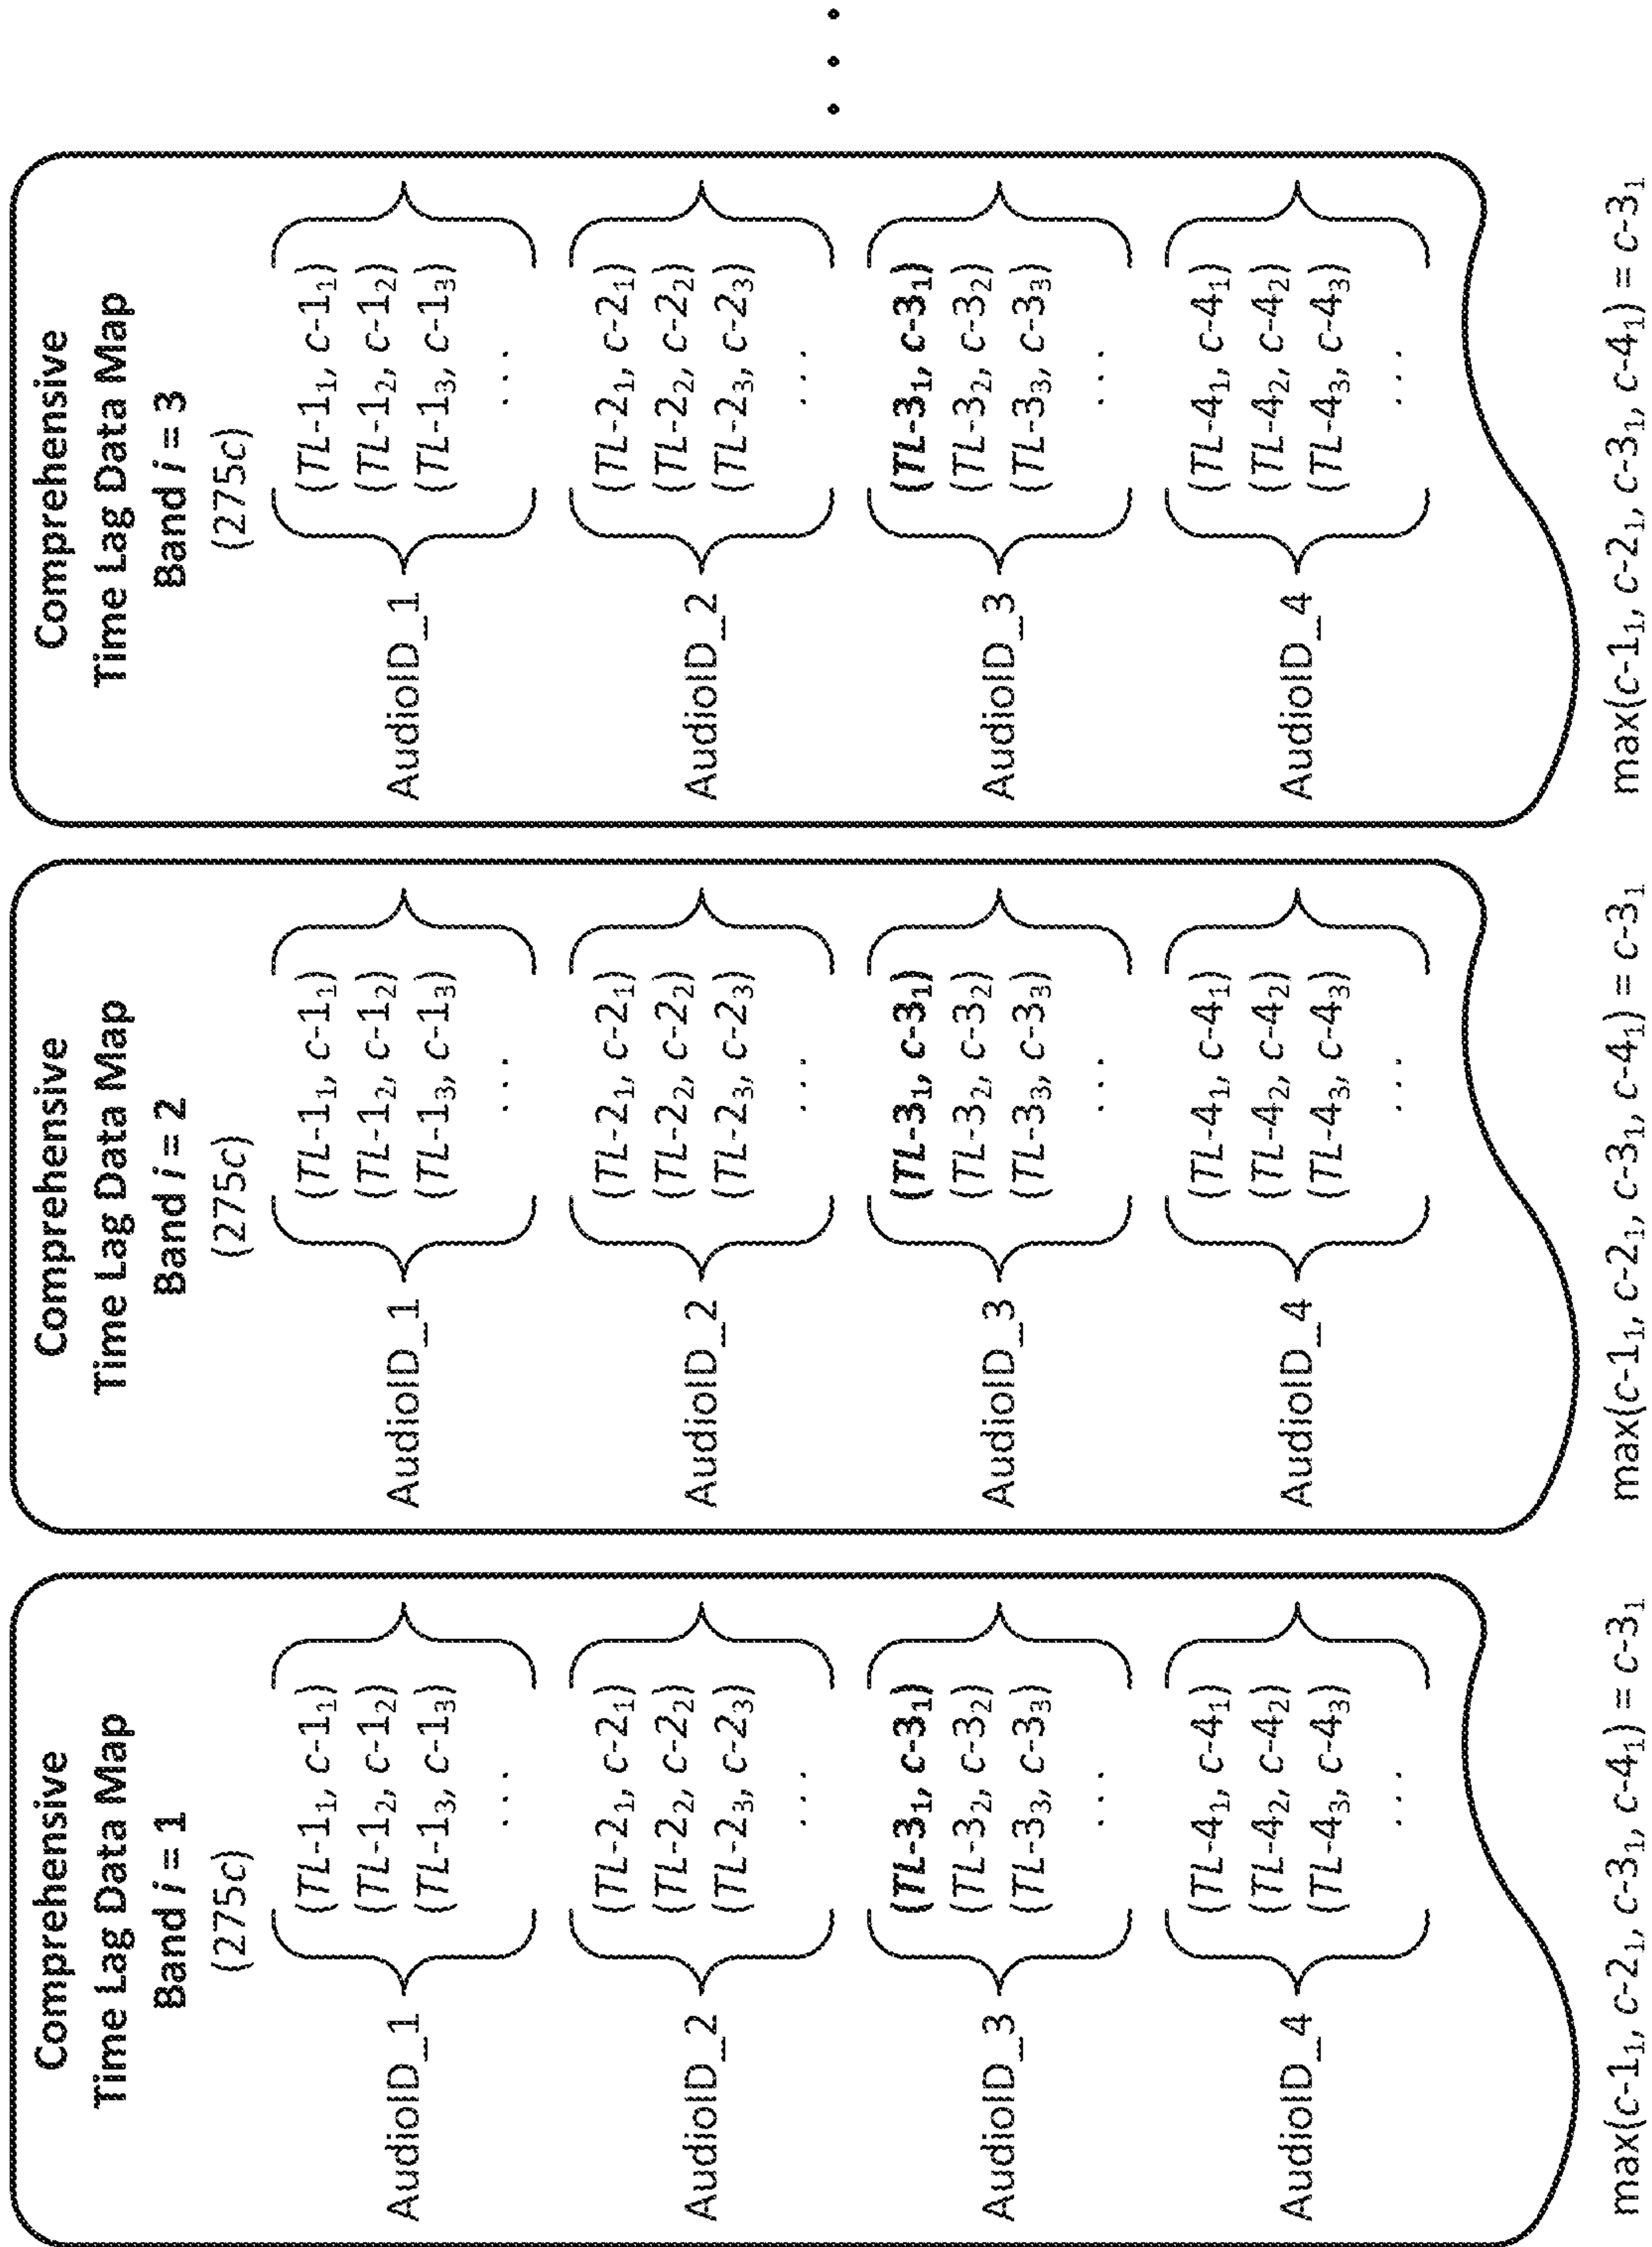 Comprehensive
Time Lag Data Map
Band i = 1
(275c)
AudioID_1
(TL-1₁, c-1₁)
(TL-1₂, c-1₂)
(TL-1₃, c-1₃)
...
AudioID_2
(TL-2₁, c-2₁)
(TL-2₂, c-2₂)
(TL-2₃, c-2₃)
...
AudioID_3
(TL-3₁, c-3₁)
(TL-3₂, c-3₂)
(TL-3₃, c-3₃)
...
AudioID_4
(TL-4₁, c-4₁)
(TL-4₂, c-4₂)
(TL-4₃, c-4₃)
...
max(c-1₁, c-2₁, c-3₁, c-4₁) = c-3₁
Comprehensive
Time Lag Data Map
Band i = 2
(275c)
AudioID_1
(TL-1₁, c-1₁)
(TL-1₂, c-1₂)
(TL-1₃, c-1₃)
...
AudioID_2
(TL-2₁, c-2₁)
(TL-2₂, c-2₂)
(TL-2₃, c-2₃)
...
AudioID_3
(TL-3₁, c-3₁)
(TL-3₂, c-3₂)
(TL-3₃, c-3₃)
...
AudioID_4
(TL-4₁, c-4₁)
(TL-4₂, c-4₂)
(TL-4₃, c-4₃)
...
max(c-1₁, c-2₁, c-3₁, c-4₁) = c-3₁
Comprehensive
Time Lag Data Map
Band i = 3
(275c)
AudioID_1
(TL-1₁, c-1₁)
(TL-1₂, c-1₂)
(TL-1₃, c-1₃)
...
AudioID_2
(TL-2₁, c-2₁)
(TL-2₂, c-2₂)
(TL-2₃, c-2₃)
...
AudioID_3
(TL-3₁, c-3₁)
(TL-3₂, c-3₂)
(TL-3₃, c-3₃)
...
AudioID_4
(TL-4₁, c-4₁)
(TL-4₂, c-4₂)
(TL-4₃, c-4₃)
...
max(c-1₁, c-2₁, c-3₁, c-4₁) = c-3₁
• • •